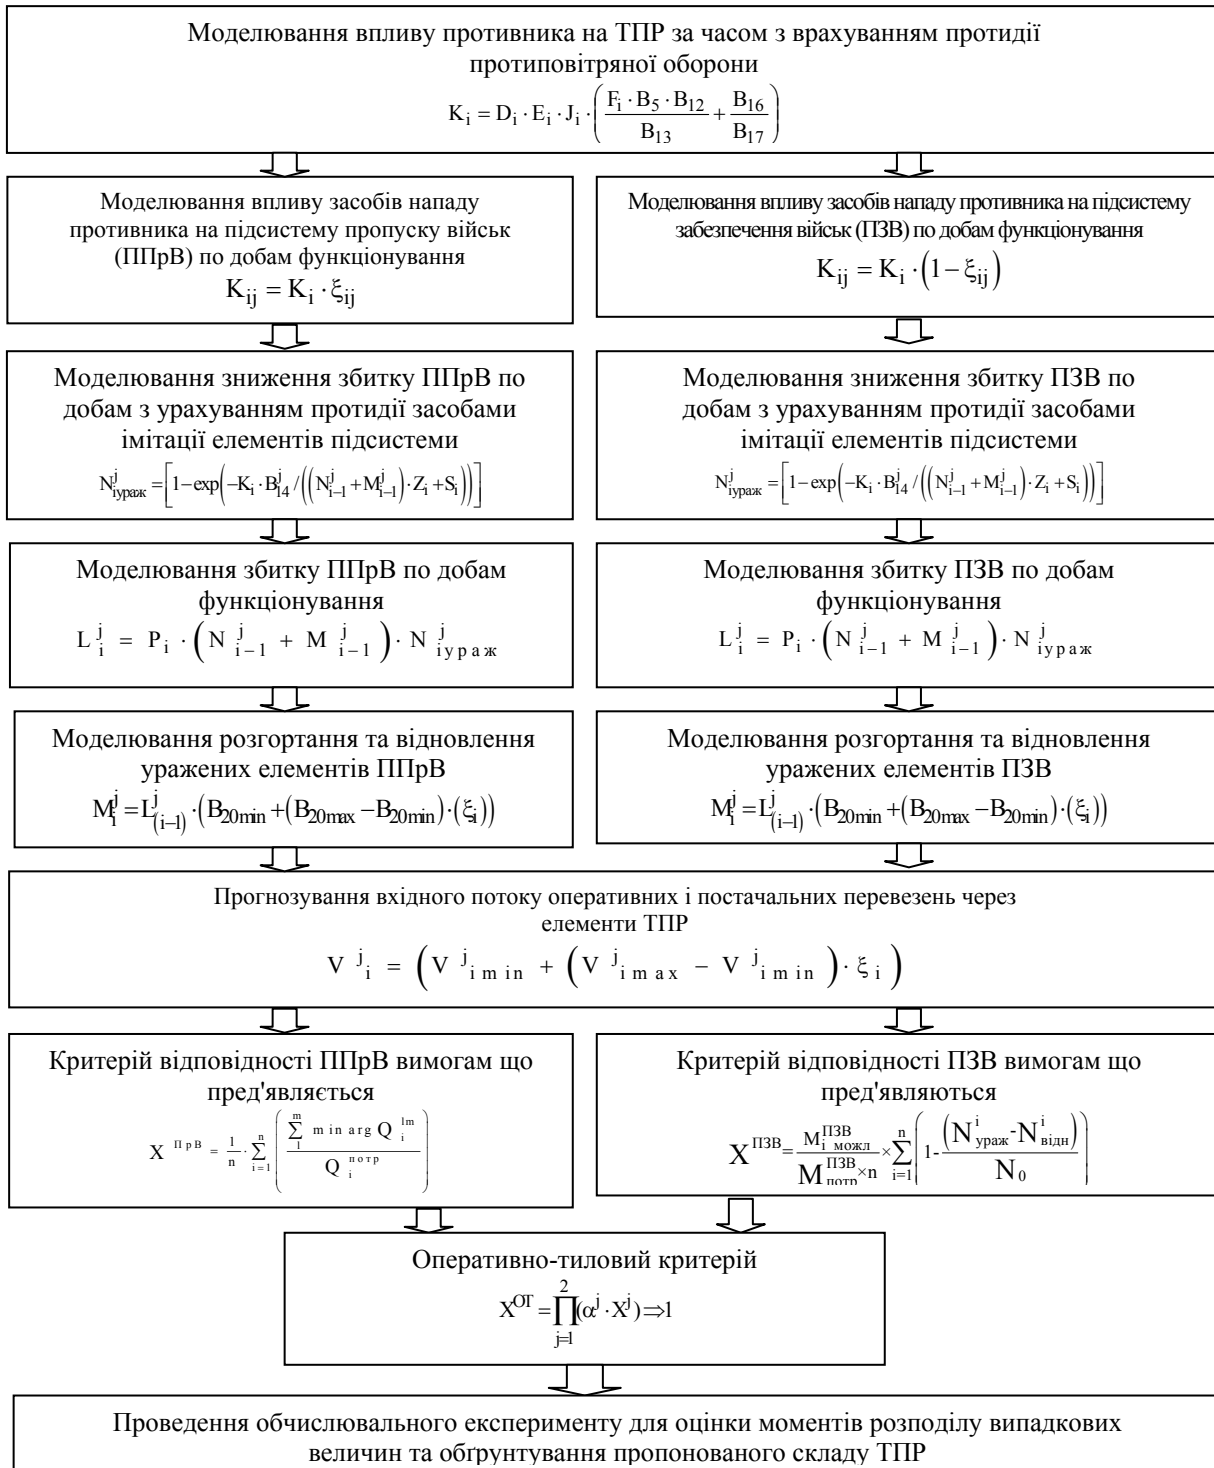 Моделювання впливу противника на ТПР за часом з врахуванням протидії
протиповітряної оборони
K_i = D_i · E_i · J_i · ( F_i · B_5 · B_12 / B_13 + B_16 / B_17 )
Моделювання впливу засобів нападу
противника на підсистему пропуску військ
(ППрВ) по добам функціонування
K_ij = K_i · ξ_ij
Моделювання впливу засобів нападу противника на підсистему
забезпечення військ (ПЗВ) по добам функціонування
K_ij = K_i · (1 − ξ_ij)
Моделювання зниження збитку ППрВ по
добам з урахуванням протидії засобами
імітації елементів підсистеми
N^j_iураж = [1−exp(−K_i · B^j_14 /((N^j_i−1 + M^j_i−1) · Z_i + S_i))]
Моделювання зниження збитку ПЗВ по
добам з урахуванням протидії засобами
імітації елементів підсистеми
N^j_iураж = [1−exp(−K_i · B^j_14 /((N^j_i−1 + M^j_i−1) · Z_i + S_i))]
Моделювання збитку ППрВ по добам
функціонування
L^j_i = P_i · (N^j_i−1 + M^j_i−1) · N^j_iураж
Моделювання збитку ПЗВ по добам
функціонування
L^j_i = P_i · (N^j_i−1 + M^j_i−1) · N^j_iураж
Моделювання розгортання та відновлення
уражених елементів ППрВ
M^j_i = L^j_(i−1) · (B_20min + (B_20max − B_20min) · (ξ_i))
Моделювання розгортання та відновлення
уражених елементів ПЗВ
M^j_i = L^j_(i−1) · (B_20min + (B_20max − B_20min) · (ξ_i))
Прогнозування вхідного потоку оперативних і постачальних перевезень через
елементи ТПР
V^j_i = (V^j_i min + (V^j_i max − V^j_i min) · ξ_i)
Критерій відповідності ППрВ вимогам що
пред'являється
X^ПрВ = 1/n · ∑_{i=1}^{n} ( ∑_{l}^{m} min arg Q_i^lm / Q_i^потр )
Критерій відповідності ПЗВ вимогам що
пред'являються
X^ПЗВ = M^ПЗВ_i можл / M^ПЗВ_потр×n × ∑_{i=1}^{n} ( 1- (N^i_ураж - N^i_відн) / N_0 )
Оперативно-тиловий критерій
X^ОТ = ∏_{j=1}^{2} (α^j · X^j) ⇒ 1
Проведення обчислювального експерименту для оцінки моментів розподілу випадкових
величин та обґрунтування пропонованого складу ТПР